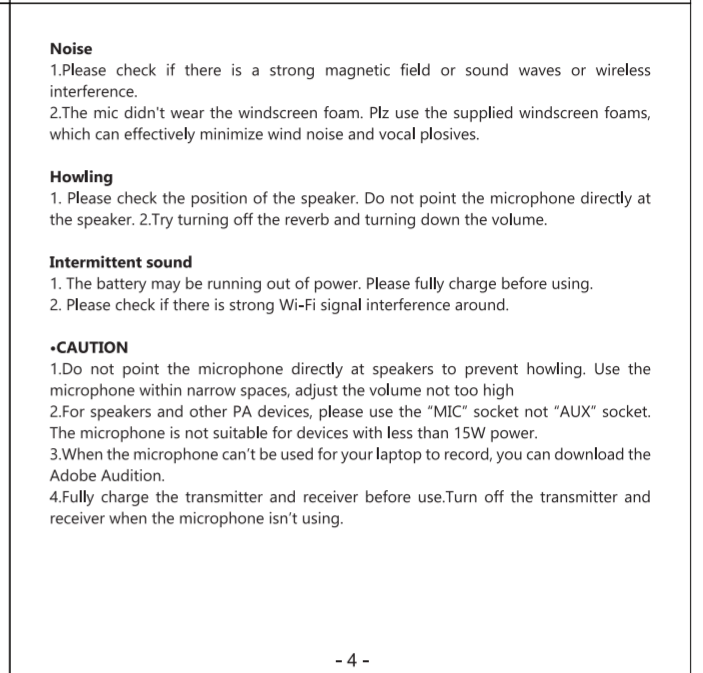 Noise
1.Please check if there is a strong magnetic field or sound waves or wireless
interference.
2.The mic didn't wear the windscreen foam. Plz use the supplied windscreen foams,
which can effectively minimize wind noise and vocal plosives.
Howling
1. Please check the position of the speaker. Do not point the microphone directly at
the speaker. 2.Try turning off the reverb and turning down the volume.
Intermittent sound
1. The battery may be running out of power. Please fully charge before using.
2. Please check if there is strong Wi-Fi signal interference around.
•CAUTION
1.Do not point the microphone directly at speakers to prevent howling. Use the
microphone within narrow spaces, adjust the volume not too high
2.For speakers and other PA devices, please use the "MIC" socket not "AUX" socket.
The microphone is not suitable for devices with less than 15W power.
3.When the microphone can't be used for your laptop to record, you can download the
Adobe Audition.
4.Fully charge the transmitter and receiver before use.Turn off the transmitter and
receiver when the microphone isn't using.
- 4 -